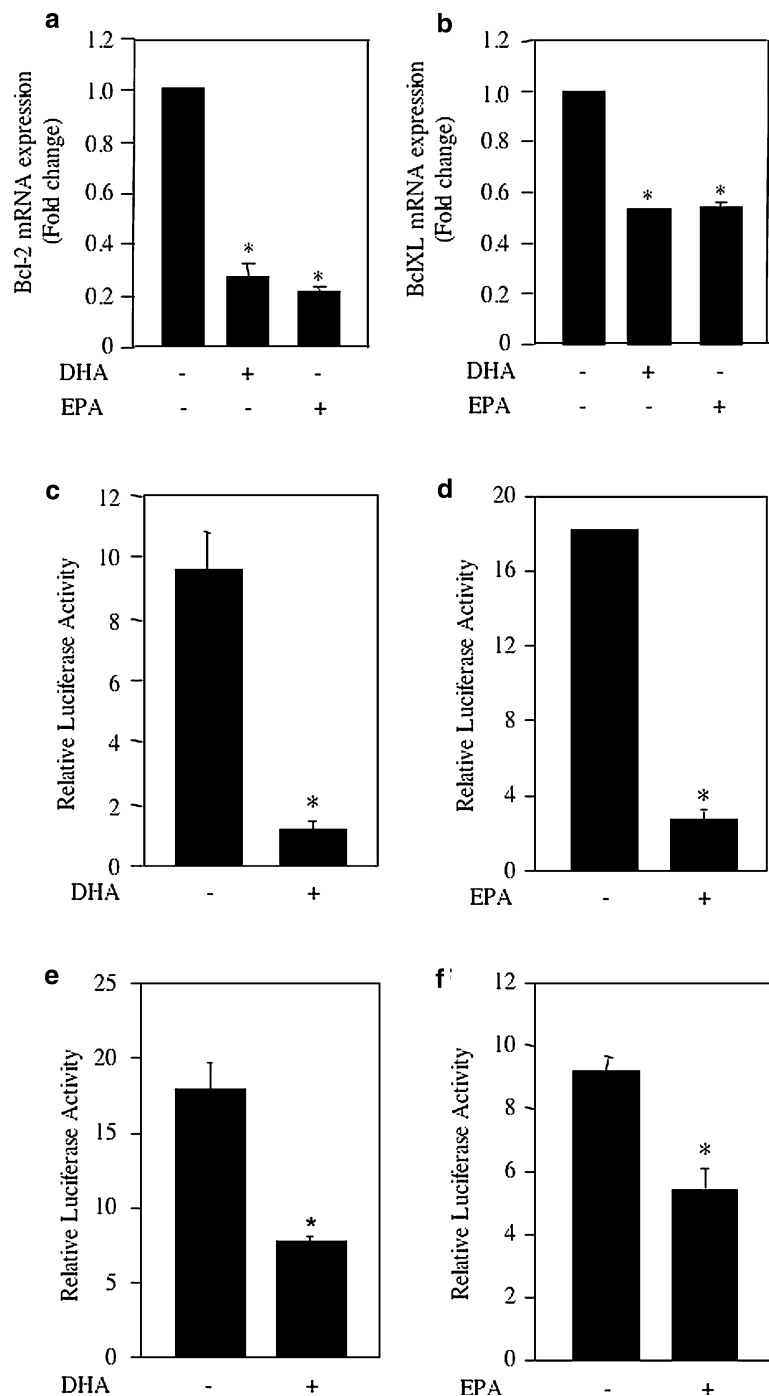 a
1.2
1.0
0.8
0.6
0.4
0.2
0
Bcl-2 mRNA expression
(Fold change)
*
*
DHA - + -
EPA - - +
b
1.2
1.0
0.8
0.6
0.4
0.2
0
BclXL mRNA expression
(Fold change)
*
*
DHA - + -
EPA - - +
c
12
10
8
6
4
2
0
Relative Luciferase Activity
*
DHA - +
d
20
16
12
8
4
0
Relative Luciferase Activity
*
EPA - +
e
25
20
15
10
5
0
Relative Luciferase Activity
*
DHA - +
f
12
10
8
6
4
2
0
Relative Luciferase Activity
*
EPA - +